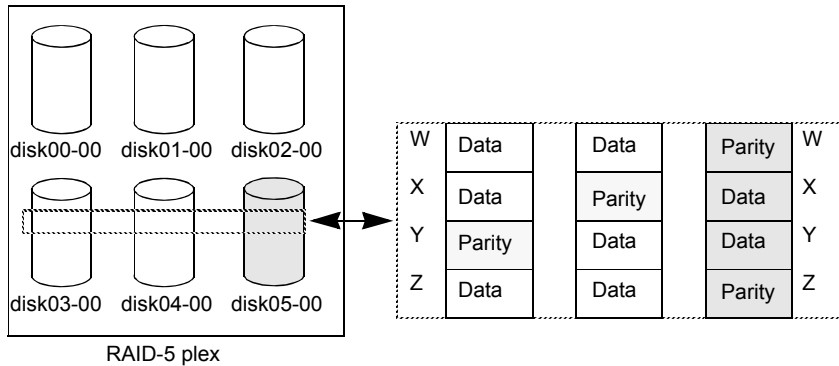 disk00-00 disk01-00 disk02-00
disk03-00 disk04-00 disk05-00
RAID-5 plex
W Data Data Parity W
X Data Parity Data X
Y Parity Data Data Y
Z Data Data Parity Z